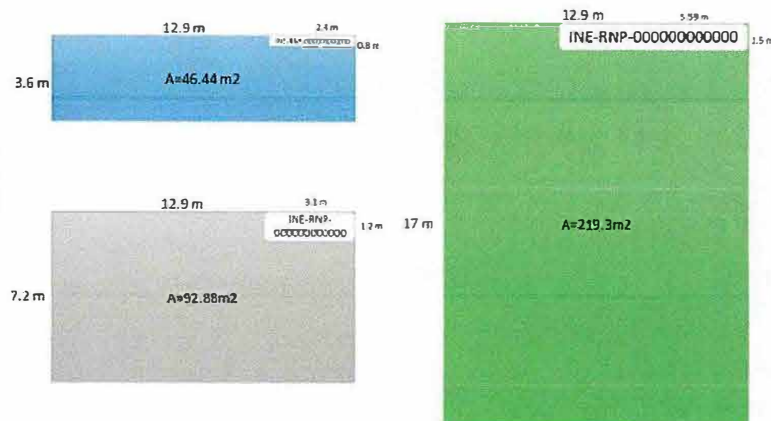 12.9 m
2.4 m
0.8 m
3.6 m
A=46.44 m2
12.9 m
3.1 m
INE-RNP-
000000000000
1.2 m
7.2 m
A=92.88m2
12.9 m
5.59 m
INE-RNP-000000000000
1.5 m
17 m
A=219.3m2